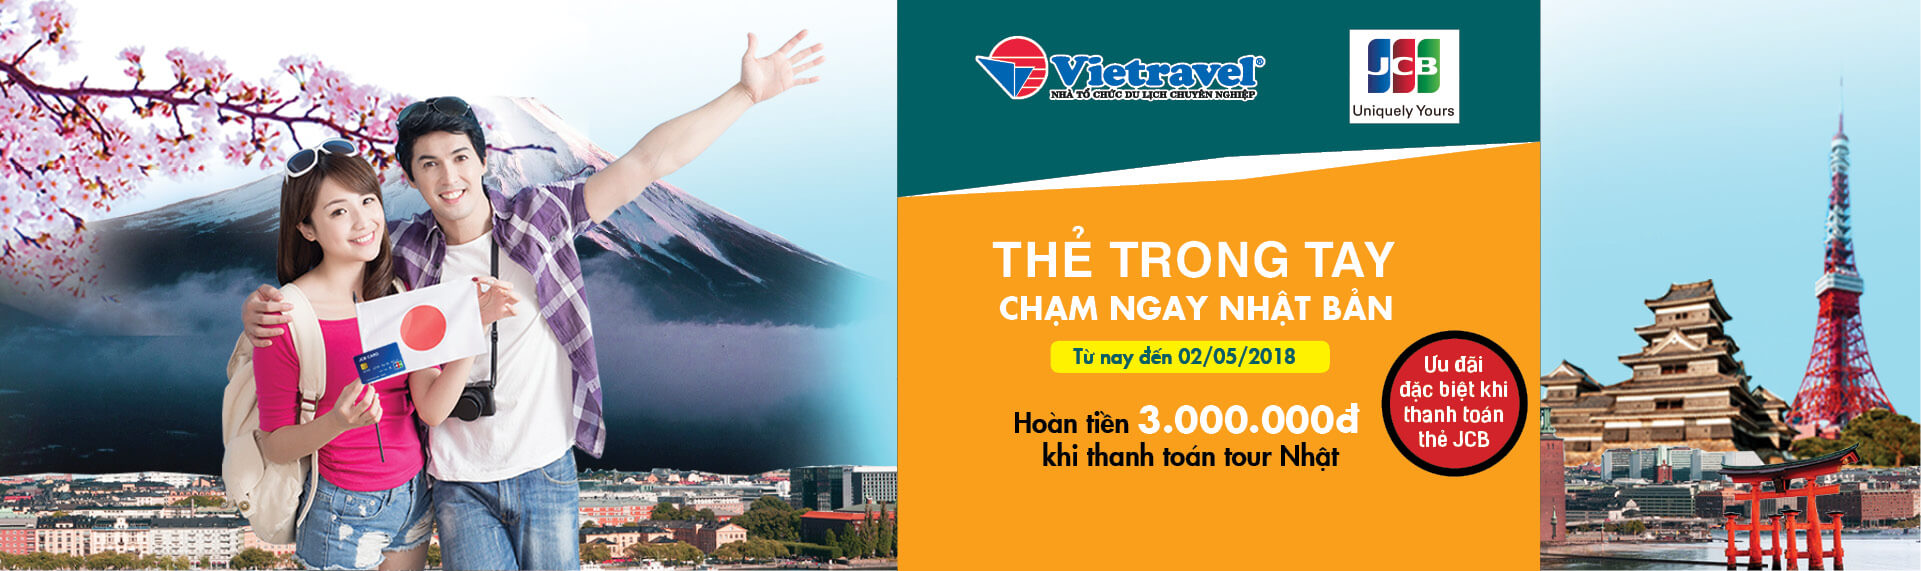 Vietravel®
NHÀ TỔ CHỨC DU LỊCH CHUYÊN NGHIỆP
JCB
Uniquely Yours
THẺ TRONG TAY
CHẠM NGAY NHẬT BẢN
Từ nay đến 02/05/2018
Hoàn tiền 3.000.000đ
khi thanh toán tour Nhật
Ưu đãi
đặc biệt khi
thanh toán
thẻ JCB
JCB CARD